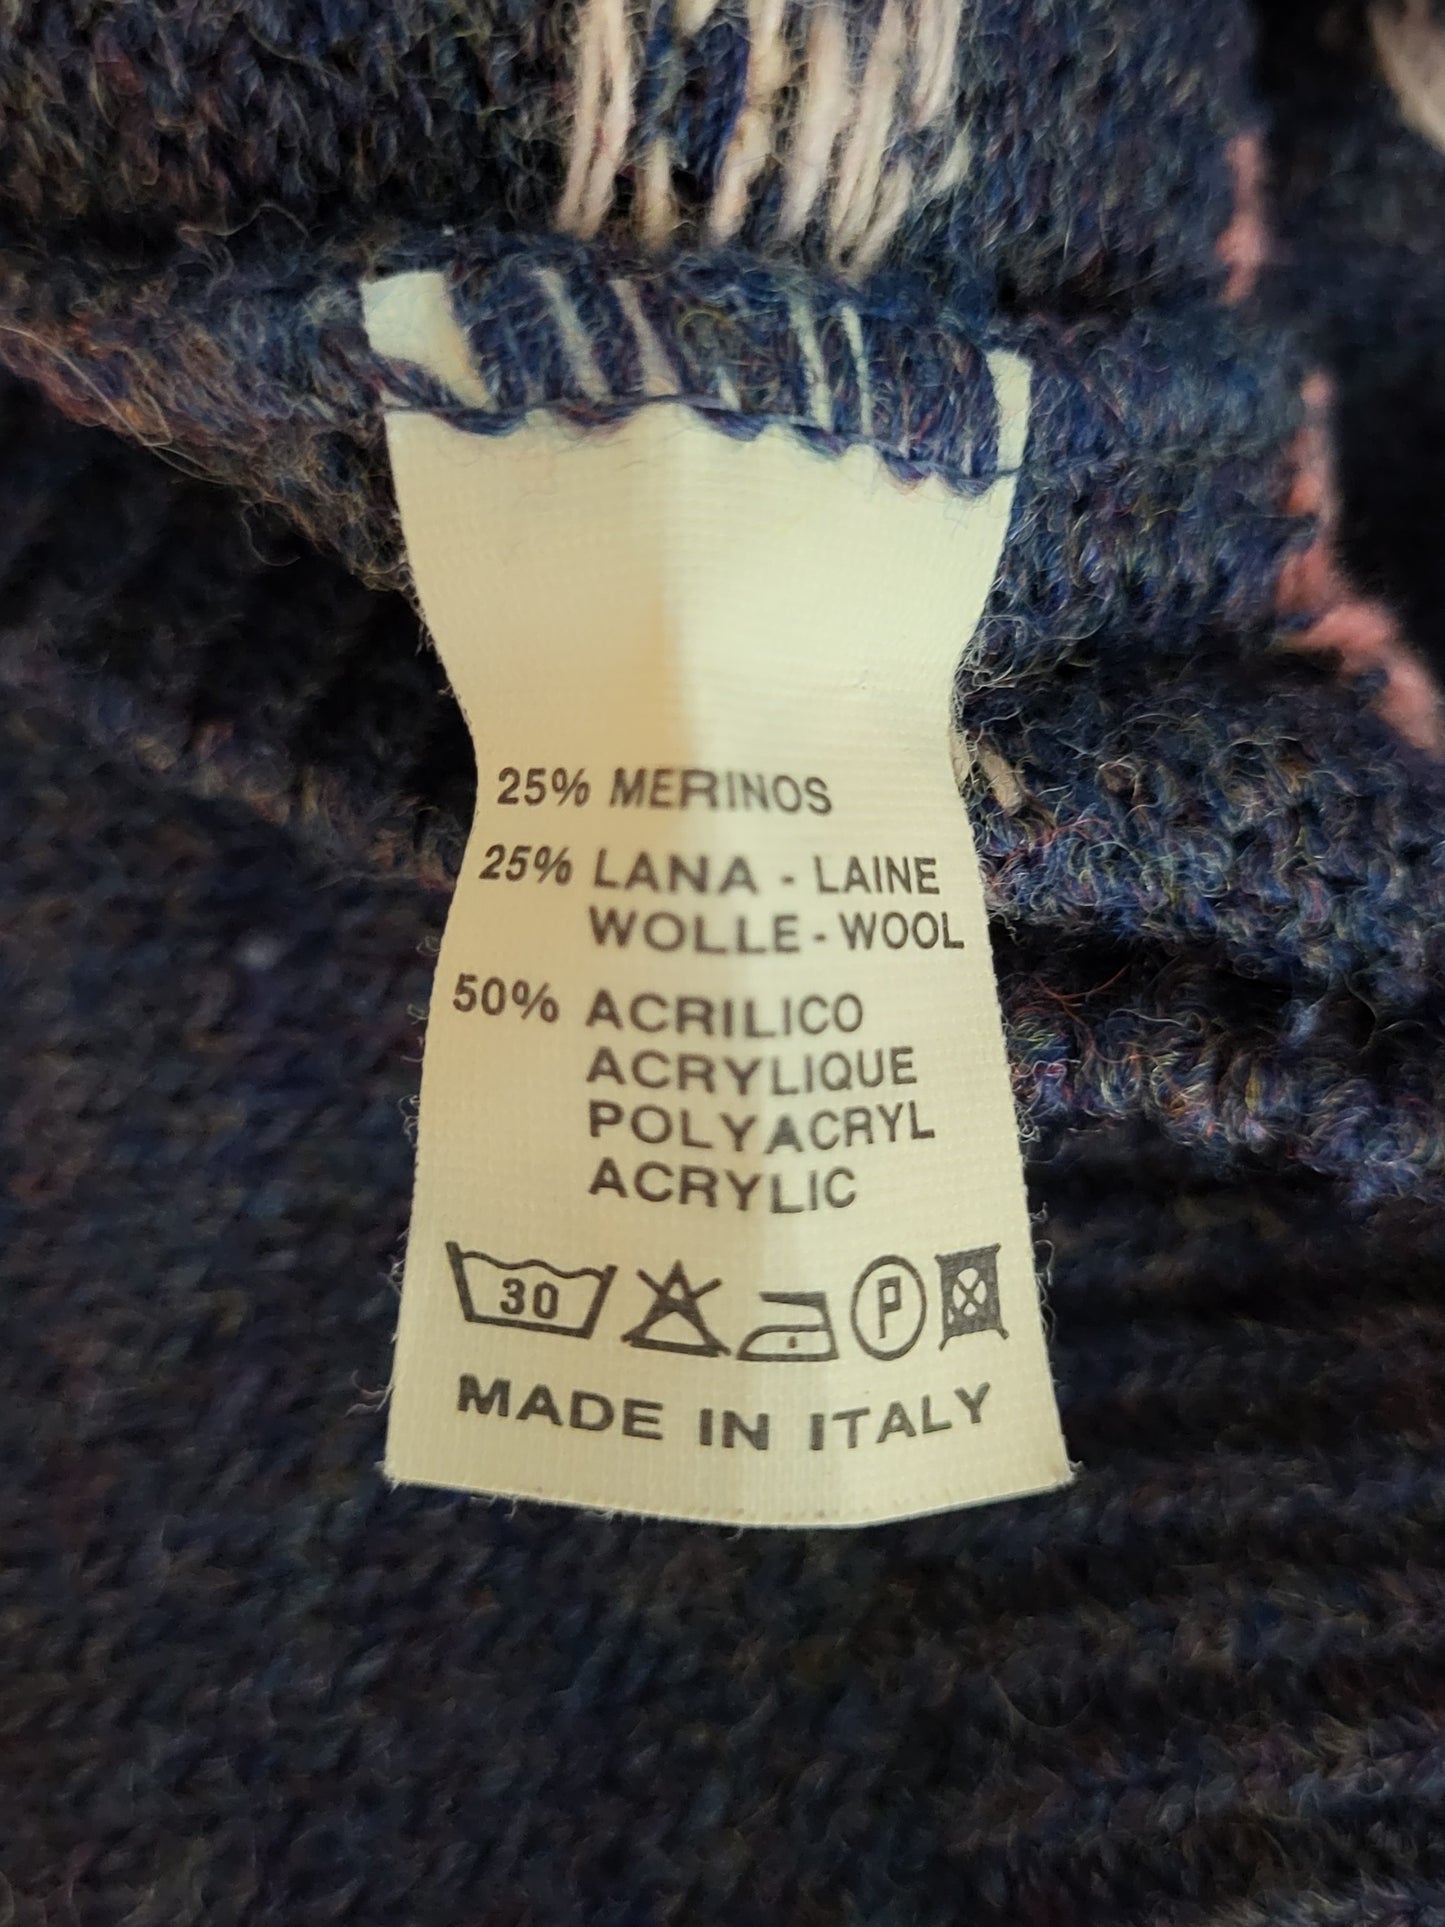 25% MERINOS
25% LANA - LAINE
WOLLE - WOOL
50% ACRILICO
ACRYLIQUE
POLYACRYL
ACRYLIC
30 A P
MADE IN ITALY